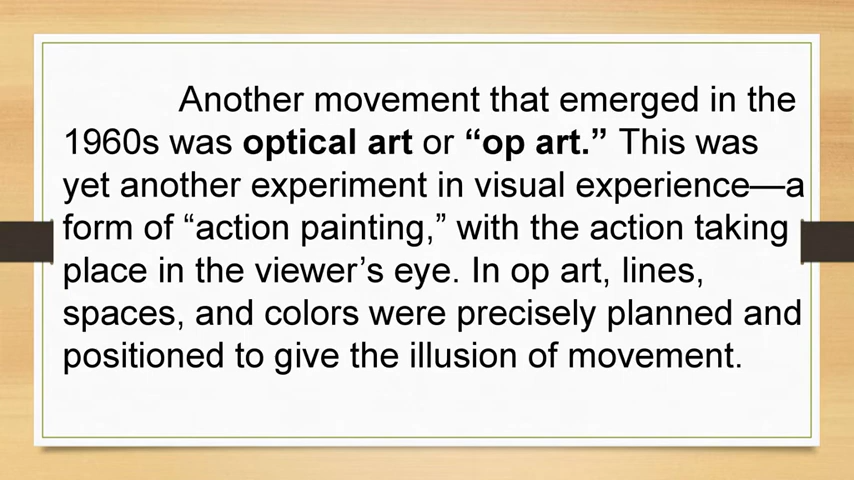 Another movement that emerged in the
1960s was optical art or “op art.” This was
yet another experiment in visual experience—a
form of “action painting,” with the action taking
place in the viewer’s eye. In op art, lines,
spaces, and colors were precisely planned and
positioned to give the illusion of movement.